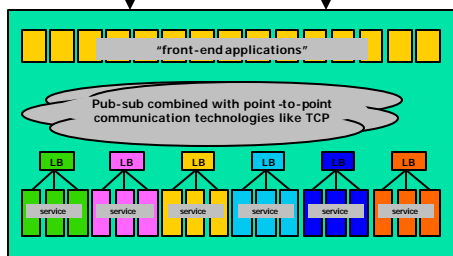 “front-end applications”
Pub-sub combined with point -to-point
communication technologies like TCP
LB LB LB LB LB LB
service service service service service service